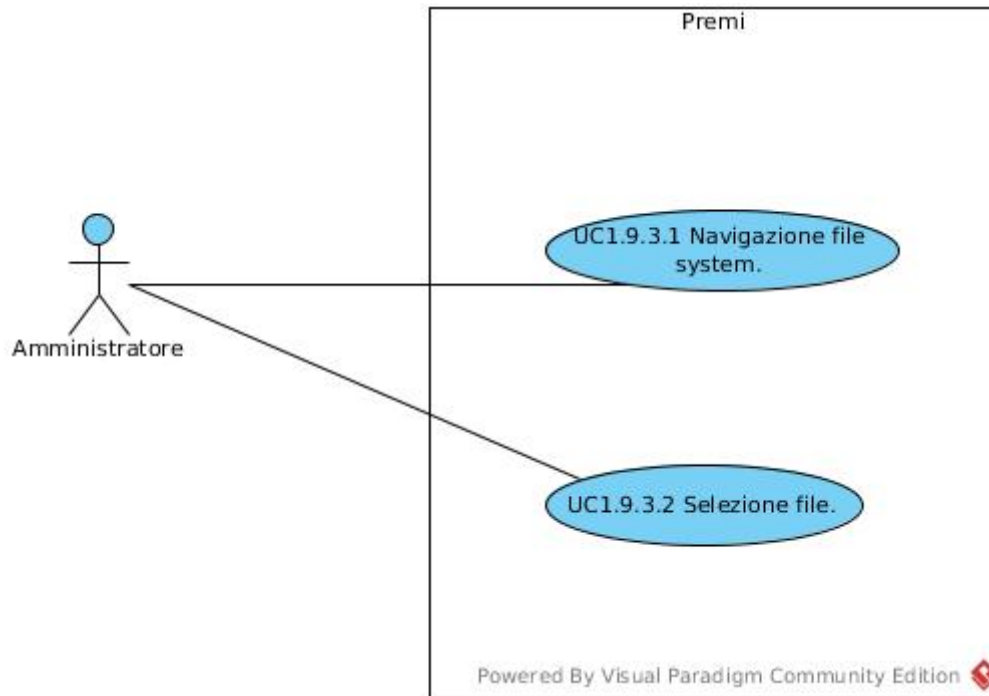 Premi
UC1.9.3.1 Navigazione file
system.
Amministratore
UC1.9.3.2 Selezione file.
Powered By Visual Paradigm Community Edition